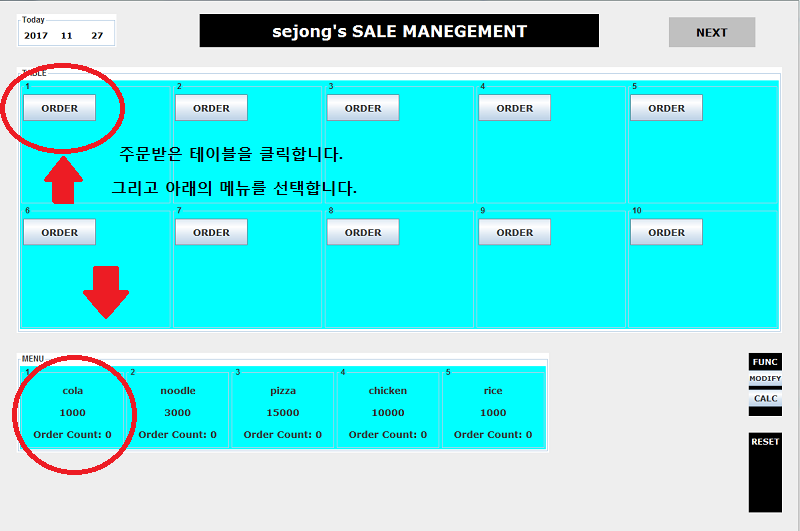 Today
2017 11 27
sejong's SALE MANEGEMENT
NEXT
TABLE
1 2 3 4 5
ORDER ORDER ORDER ORDER ORDER
주문받은 테이블을 클릭합니다.
그리고 아래의 메뉴를 선택합니다.
6 7 8 9 10
ORDER ORDER ORDER ORDER ORDER
MENU
1 2 3 4 5
cola noodle pizza chicken rice
1000 3000 15000 10000 1000
Order Count: 0 Order Count: 0 Order Count: 0 Order Count: 0 Order Count: 0
FUNC
MODIFY
CALC
RESET